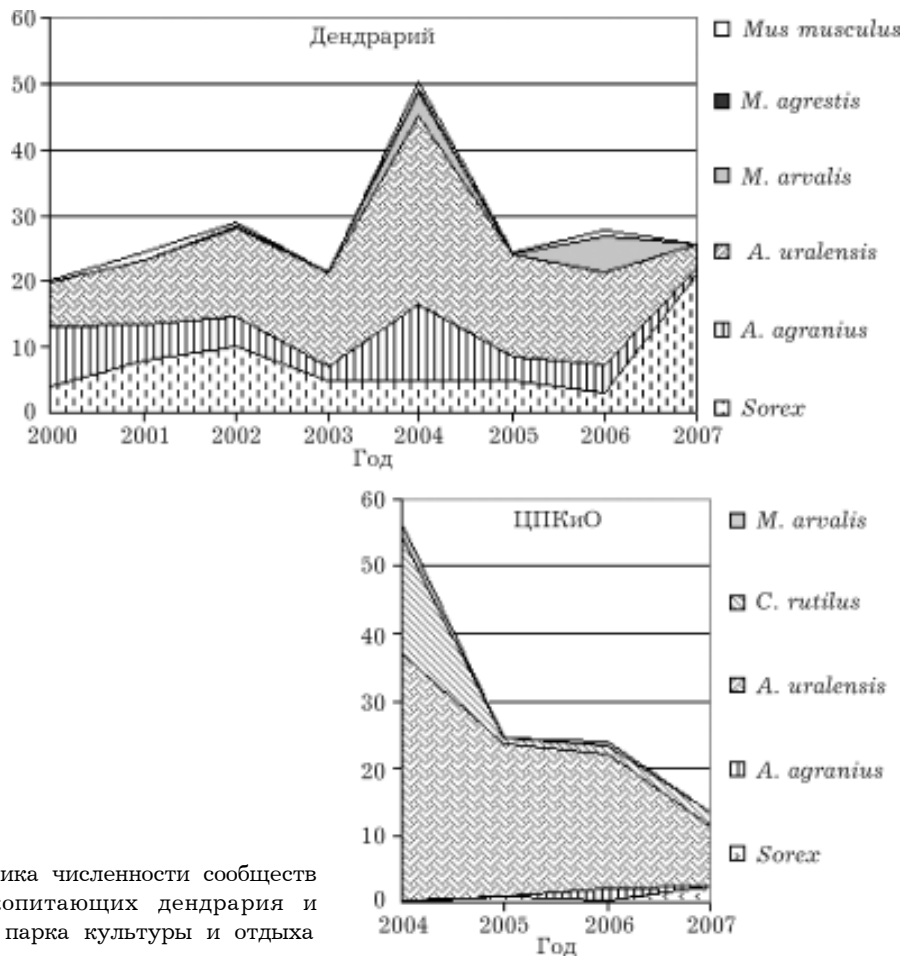 60
Дендрарий
50
40
30
20
10
0
2000 2001 2002 2003 2004 2005 2006 2007
Год
Mus musculus
M. agrestis
M. arvalis
A. uralensis
A. agranius
Sorex
60
ЦПКиО
50
40
30
20
10
0
2004 2005 2006 2007
Год
M. arvalis
C. rutilus
A. uralensis
A. agranius
Sorex
ика численности сообществ
опитающих дендрария и
парка культуры и отдыха